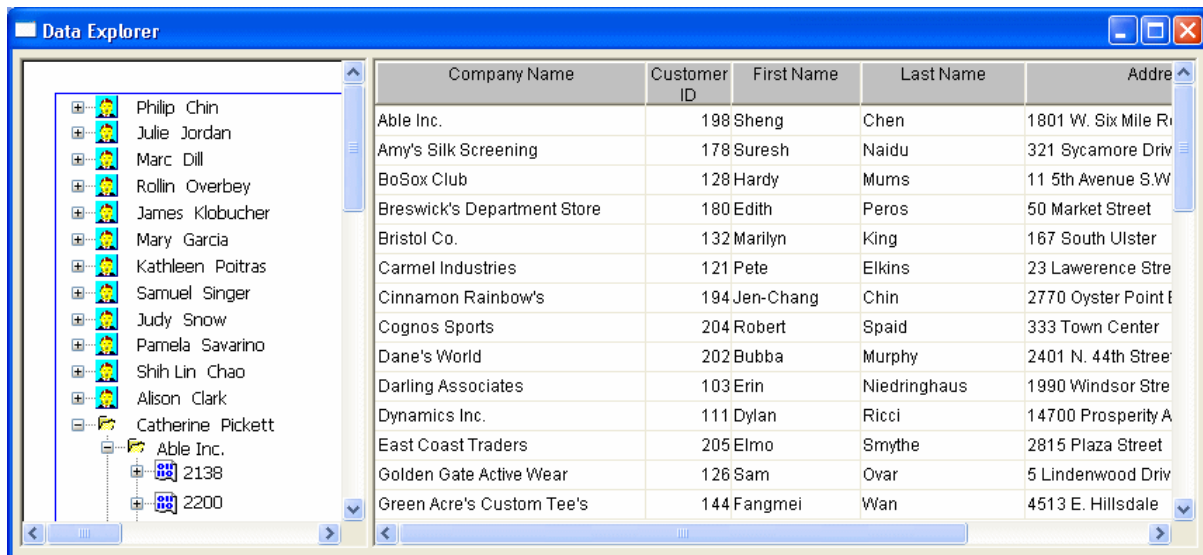 Data Explorer
Philip Chin
Julie Jordan
Marc Dill
Rollin Overbey
James Klobucher
Mary Garcia
Kathleen Poitras
Samuel Singer
Judy Snow
Pamela Savarino
Shih Lin Chao
Alison Clark
Catherine Pickett
Able Inc.
2138
2200
Company Name Customer ID First Name Last Name Addre
Able Inc. 198 Sheng Chen 1801 W. Six Mile
Amy's Silk Screening 178 Suresh Naidu 321 Sycamore Driv
BoSox Club 128 Hardy Mums 11 5th Avenue S.W
Breswick's Department Store 180 Edith Peros 50 Market Street
Bristol Co. 132 Marilyn King 167 South Ulster
Carmel Industries 121 Pete Elkins 23 Lawerence Stre
Cinnamon Rainbow's 194 Jen-Chang Chin 2770 Oyster Point
Cognos Sports 204 Robert Spaid 333 Town Center
Dane's World 202 Bubba Murphy 2401 N. 44th Stree
Darling Associates 103 Erin Niedringhaus 1990 Windsor Stre
Dynamics Inc. 111 Dylan Ricci 14700 Prosperity A
East Coast Traders 205 Elmo Smythe 2815 Plaza Street
Golden Gate Active Wear 126 Sam Ovar 5 Lindenwood Driv
Green Acre's Custom Tee's 144 Fangmei Wan 4513 E. Hillsdale